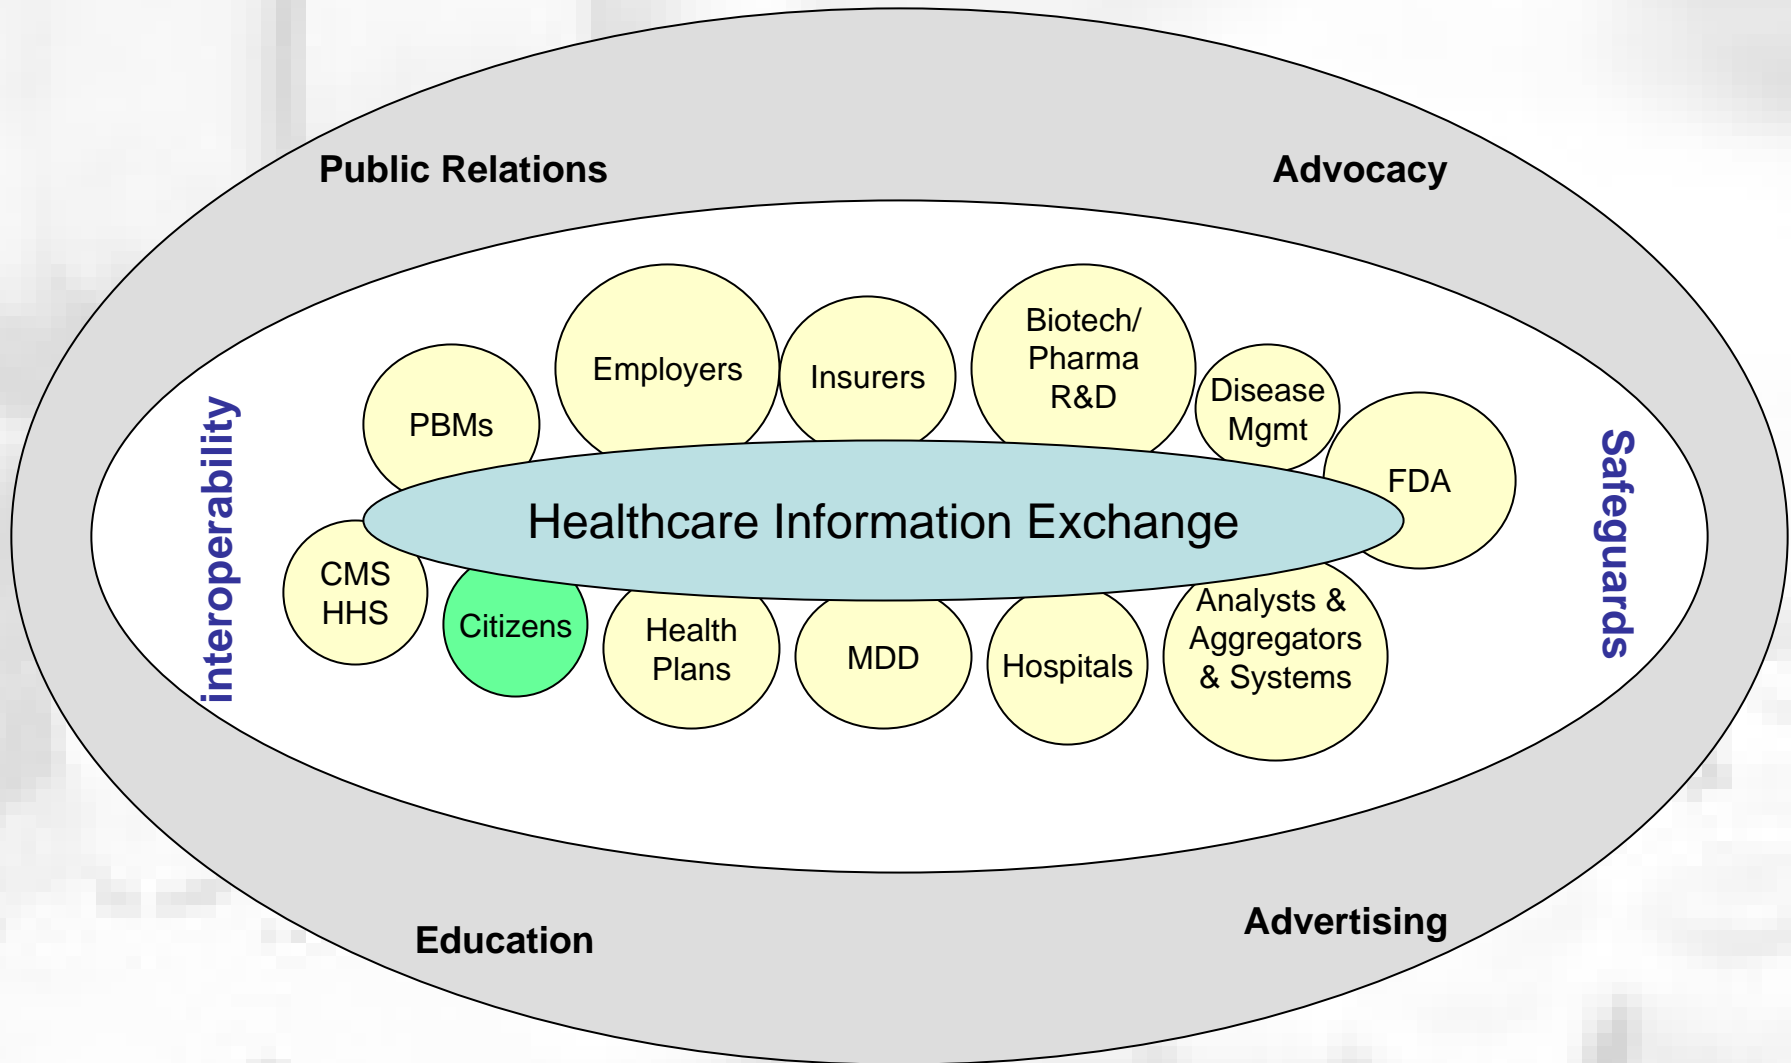 Public Relations
Advocacy
Employers
Insurers
Biotech/
Pharma
R&D
Disease
Mgmt
PBMs
FDA
interoperability
Safeguards
Healthcare Information Exchange
CMS
HHS
Citizens
Health
Plans
MDD
Hospitals
Analysts &
Aggregators
& Systems
Education
Advertising